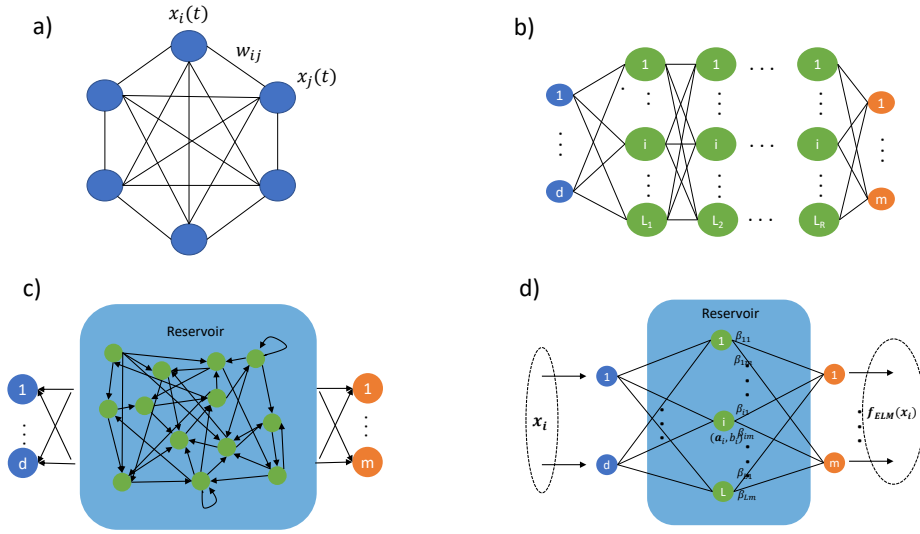 a)
x_i(t)
w_ij
x_j(t)
b)
1 1 . . . 1
1 1
i i . . . i
d m
L_1 L_2 . . . L_R
c)
Reservoir
1 1
d m
d)
Reservoir
1 β_11
β_1m
1 1
x_i i β_i1 f_ELM(x_i)
(a_i, b_i) β_im
d m
β_L1
L β_Lm